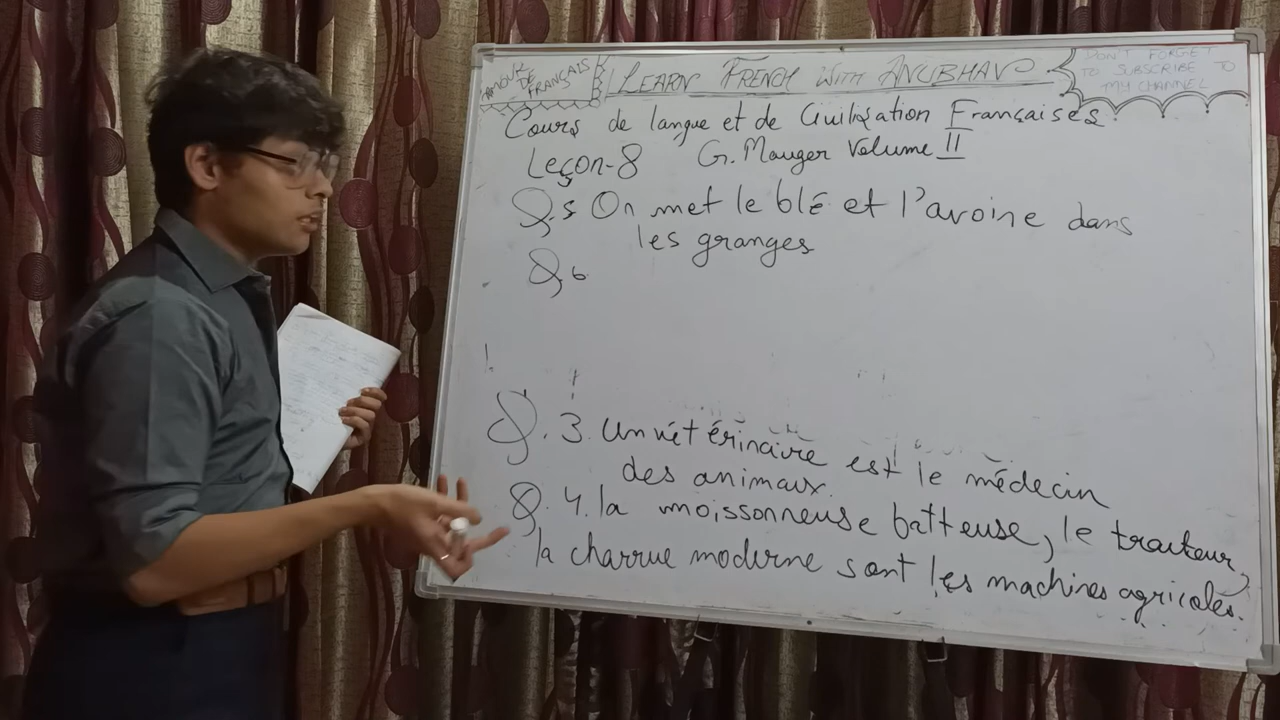 AMOUR DE FRANÇAIS
LEARN FRENCH WITH ANUBHAV
DON'T FORGET
TO SUBSCRIBE TO
MY CHANNEL
Cours de langue et de Civilisation Françaises
Leçon-8 G. Mauger Volume II
Q.5 On met le blé et l'avoine dans
les granges
Q.6
Q.3. Un vétérinaire est le médecin
des animaux.
Q.4. la moissonneuse batteuse, le tracteur,
la charrue moderne sont les machines agricoles.